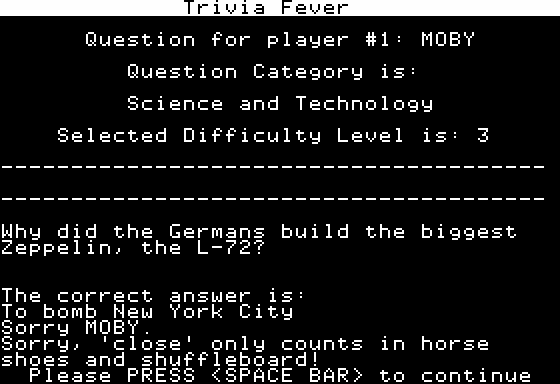 Trivia Fever
Question for player #1: MOBY
Question Category is:
Science and Technology
Selected Difficulty Level is: 3
---------------------------------------
---------------------------------------
Why did the Germans build the biggest
Zeppelin, the L-72?
The correct answer is:
To bomb New York City
Sorry MOBY.
Sorry, 'close' only counts in horse
shoes and shuffleboard!
Please PRESS <SPACE BAR> to continue